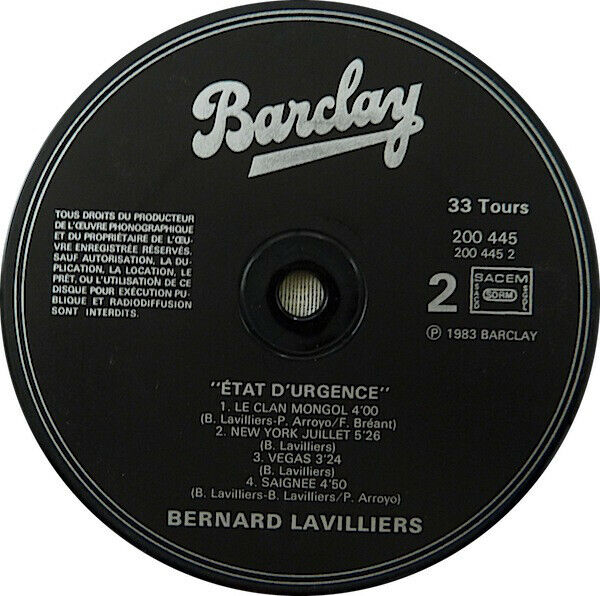 Barclay
33 Tours
200 445
200 445 2
2
SACEM
SACD
SDRM
SGDL
℗ 1983 BARCLAY
TOUS DROITS DU PRODUCTEUR
DE L'ŒUVRE PHONOGRAPHIQUE
ET DU PROPRIÉTAIRE DE L'ŒU-
VRE ENREGISTRÉE RÉSERVÉS.
SAUF AUTORISATION, LA DU-
PLICATION, LA LOCATION, LE
PRÊT, OU L'UTILISATION DE CE
DISQUE POUR EXÉCUTION PU-
BLIQUE ET RADIODIFFUSION
SONT INTERDITS.
"ÉTAT D'URGENCE"
1. LE CLAN MONGOL 4'00
(B. Lavilliers-P. Arroyo/F. Bréant)
2. NEW YORK JUILLET 5'26
(B. Lavilliers)
3. VEGAS 3'24
(B. Lavilliers)
4. SAIGNEE 4'50
(B. Lavilliers-B. Lavilliers/P. Arroyo)
BERNARD LAVILLIERS